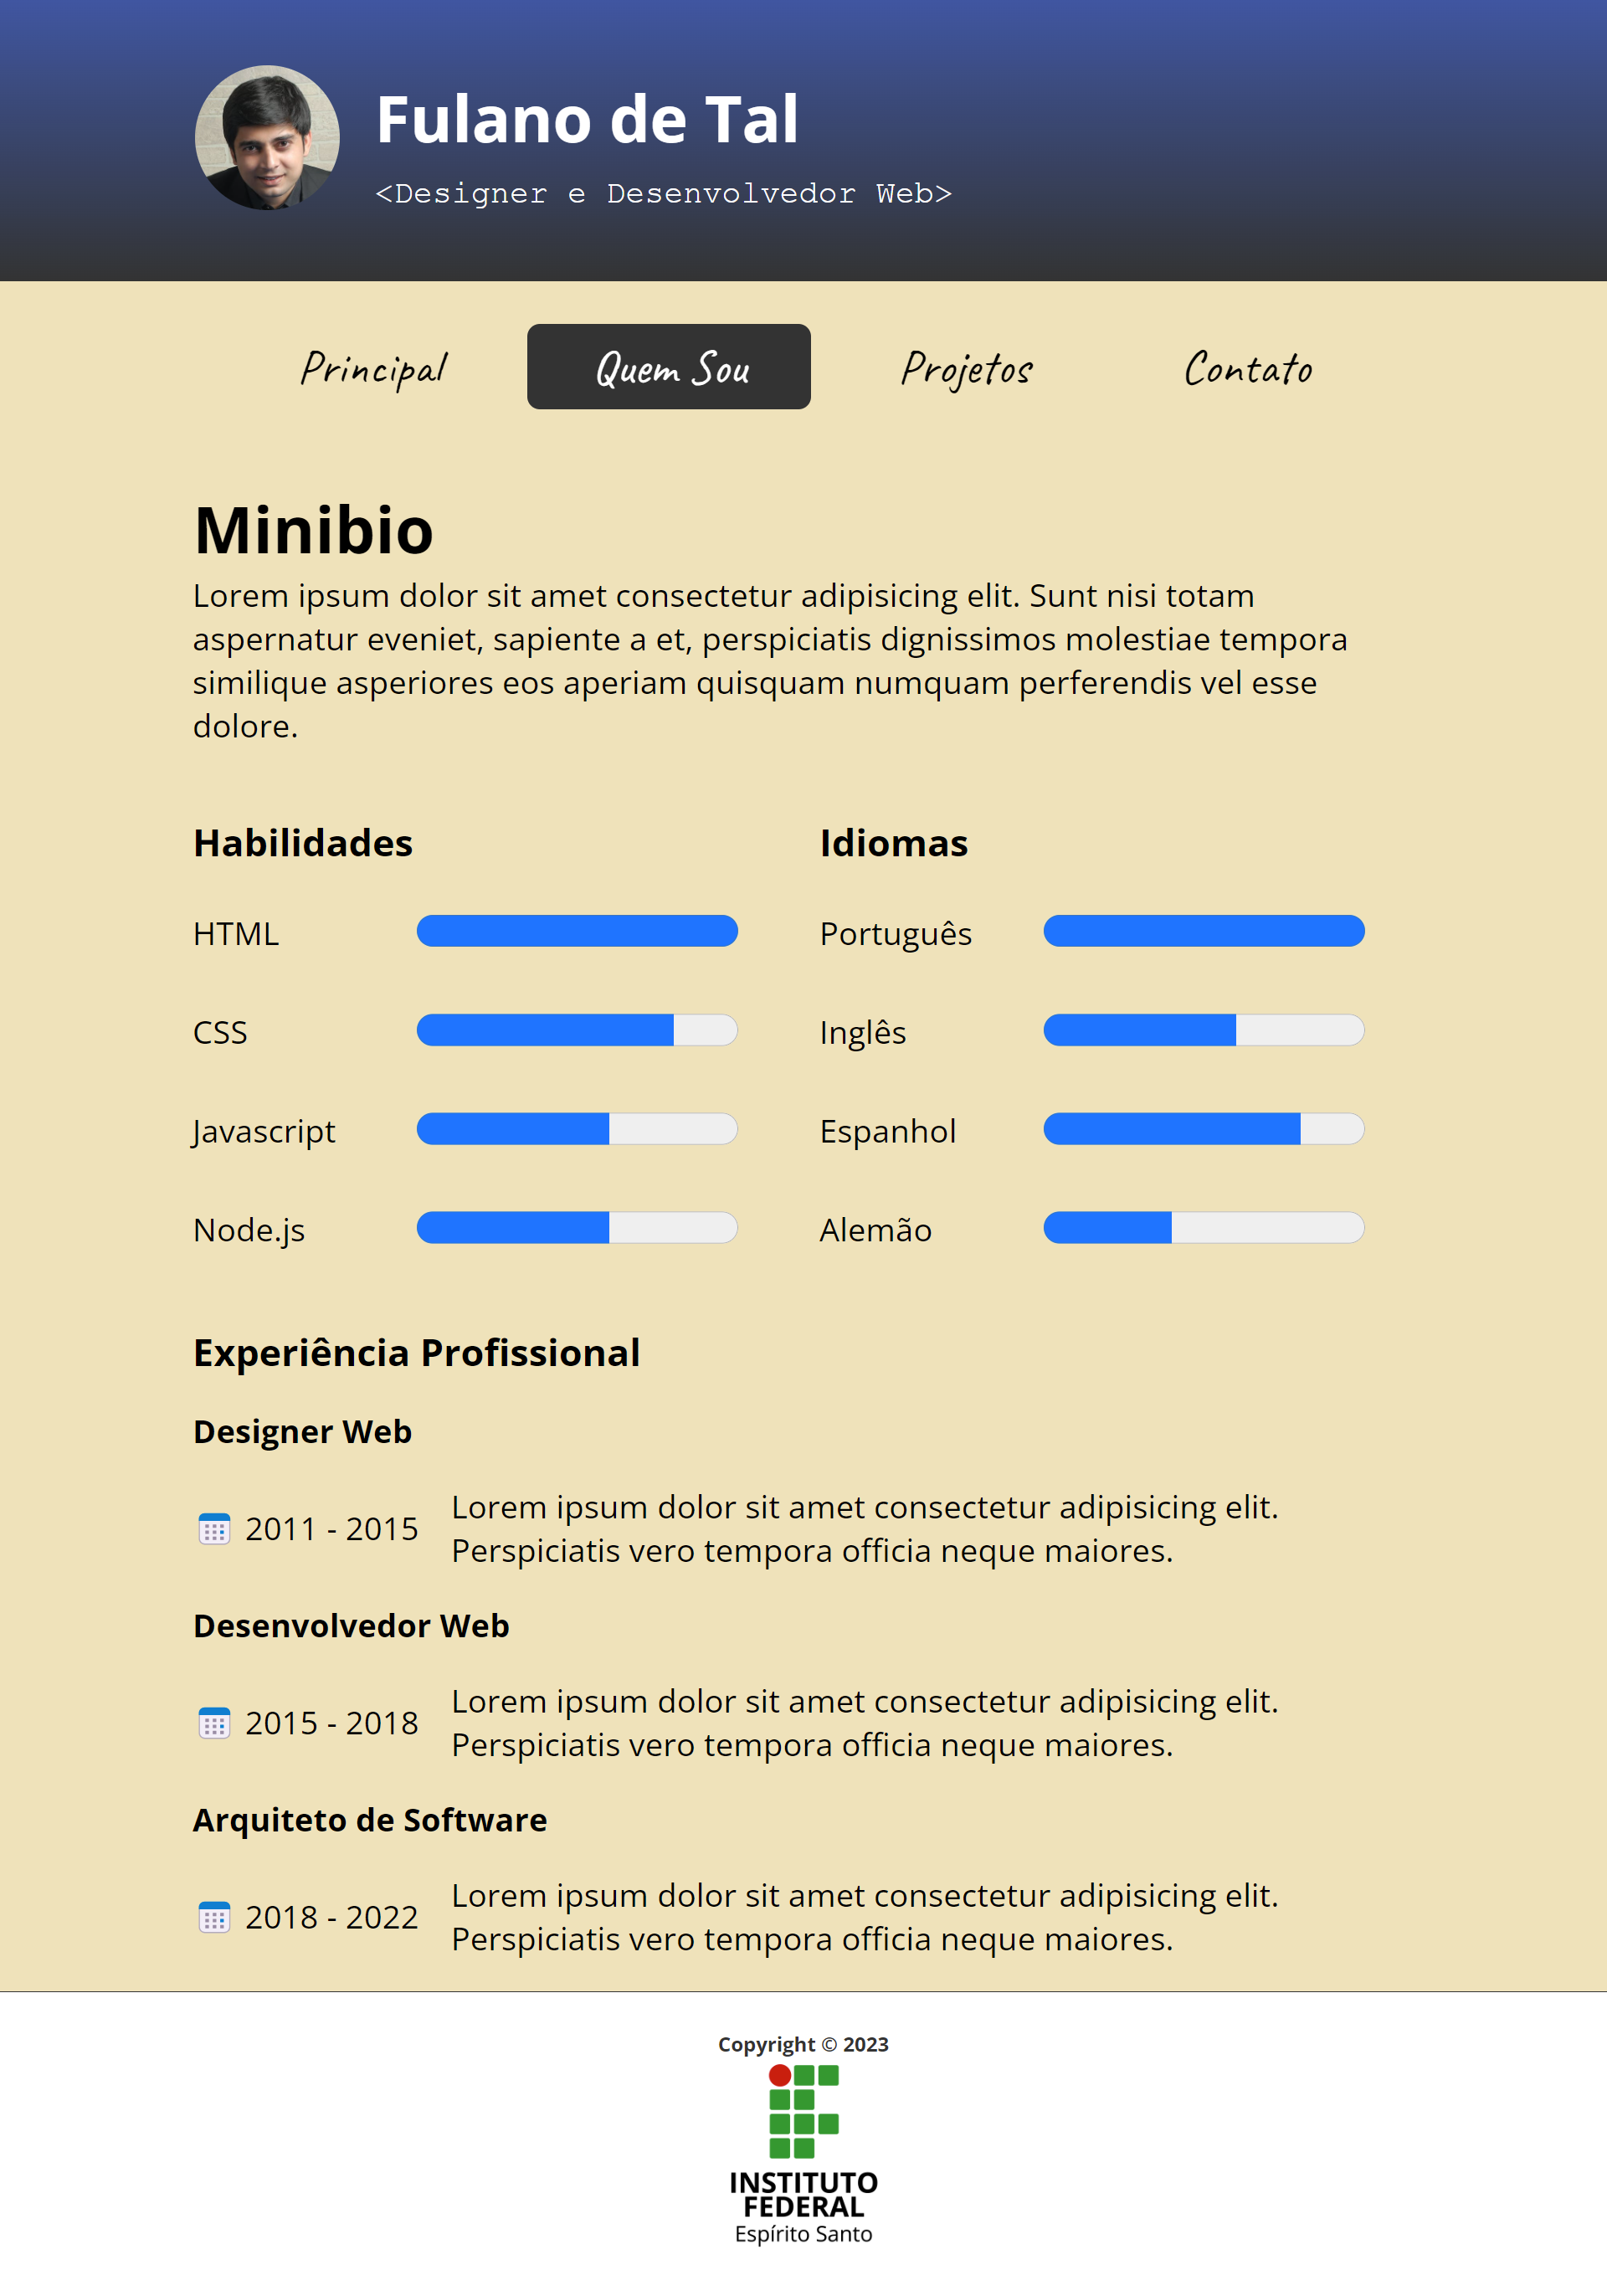 Fulano de Tal
<Designer e Desenvolvedor Web>
Principal
Quem Sou
Projetos
Contato
Minibio
Lorem ipsum dolor sit amet consectetur adipisicing elit. Sunt nisi totam
aspernatur eveniet, sapiente a et, perspiciatis dignissimos molestiae tempora
similique asperiores eos aperiam quisquam numquam perferendis vel esse
dolore.
Habilidades
HTML
CSS
Javascript
Node.js
Idiomas
Português
Inglês
Espanhol
Alemão
Experiência Profissional
Designer Web
2011 - 2015
Lorem ipsum dolor sit amet consectetur adipisicing elit.
Perspiciatis vero tempora officia neque maiores.
Desenvolvedor Web
2015 - 2018
Lorem ipsum dolor sit amet consectetur adipisicing elit.
Perspiciatis vero tempora officia neque maiores.
Arquiteto de Software
2018 - 2022
Lorem ipsum dolor sit amet consectetur adipisicing elit.
Perspiciatis vero tempora officia neque maiores.
Copyright © 2023
INSTITUTO
FEDERAL
Espírito Santo